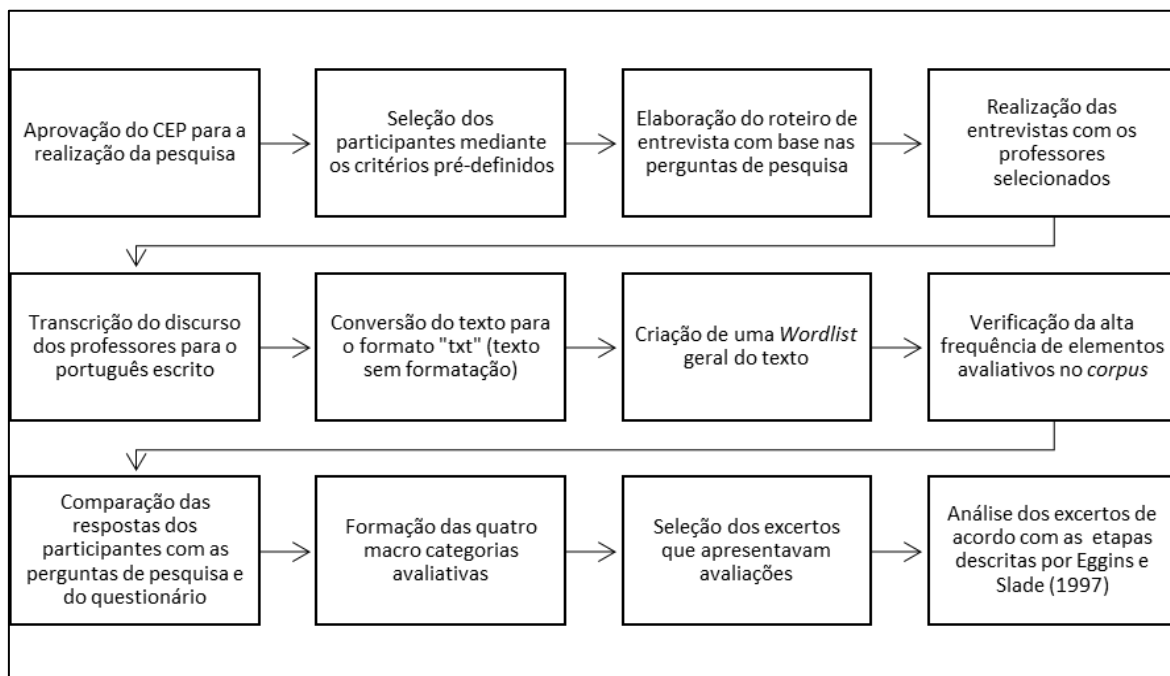 Aprovação do CEP para a
realização da pesquisa
Seleção dos
participantes mediante
os critérios pré-definidos
Elaboração do roteiro de
entrevista com base nas
perguntas de pesquisa
Realização das
entrevistas com os
professores
selecionados
Transcrição do discurso
dos professores para o
português escrito
Conversão do texto para
o formato "txt" (texto
sem formatação)
Criação de uma Wordlist
geral do texto
Verificação da alta
frequência de elementos
avaliativos no corpus
Comparação das
respostas dos
participantes com as
perguntas de pesquisa e
do questionário
Formação das quatro
macro categorias
avaliativas
Seleção dos excertos
que apresentavam
avaliações
Análise dos excertos de
acordo com as etapas
descritas por Eggins e
Slade (1997)